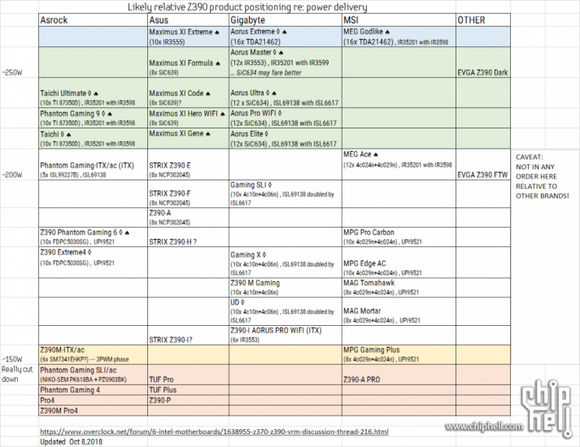 Likely relative Z390 product positioning re: power delivery
Asrock Asus Gigabyte MSI OTHER
Maximus XI Extreme ♠ Aorus Extreme ◊ MEG Godlike ♠
(10x IR3555) (16x TDA21462) (16x TDA21462) , IR35201 with IR3598
Maximus XI Formula ♠ Aorus Master ◊ ♠
~250W (8x SiC639) (12x IR3553) , IR35201 with IR3599 EVGA Z390 Dark
... SiC634 may fare better
Taichi Ultimate ◊ ♠ Maximus XI Code ♠ Aorus Ultra ◊ ♠
(10x TI 87350D) , IR35201 with IR3598 (8x SiC639)? (12 x SiC634) , ISL69138 with ISL6617
Phantom Gaming 9 ◊ ♠ Maximus XI Hero WIFI ♠ Aorus Pro WIFI ◊
(10x TI 87350D) , IR35201 with IR3598 (8x SiC639) (12x SiC634) , ISL69138 with ISL6617
Taichi ◊ ♠ Maximus XI Gene ♠ Aorus Elite ◊
(10x TI 87350D) , IR35201 with IR3598 (12x SiC634) , ISL69138 with ISL6617
~200W Phantom Gaming-ITX/ac (ITX) STRIX Z390-E MEG Ace ♠
(5x ISL99227B) , ISL69138 (8x NCP302045) (12x 4c024n+4c029n) , IR35201 with IR3598 EVGA Z390 FTW
CAVEAT:
NOT IN ANY
ORDER HERE
RELATIVE TO
OTHER BRANDS!
STRIX Z390-F Gaming SLI ◊
(8x NCP302045) (10x 4c10n+4c06n) , ISL69138 doubled by ISL6617
Z390-A
(8x NCP302045)
Z390 Phantom Gaming 6 ◊ ♠ STRIX Z390-H ? MPG Pro Carbon
(10x FDPC5030SG) , UPI9521 (10x 4c029n+4c024n) , UPI9521
Z390 Extreme4 ◊ Gaming X ◊ MPG Edge AC
(10x FDPC5030SG) , UPI9521 (10x 4c10n+4c06n) , ISL69138 doubled by ISL6617 (10x 4c029n+4c024n) , UPI9521
Z390 M Gaming MAG Tomahawk
(10x 4c10n+4c06n) (8x 4c029n+4c024n) , UPI9521
UD ◊ MAG Mortar
(10x 4c10n+4c06n) , ISL69138 doubled by ISL6617 (8x 4c029n+4c024n) , UPI9521
STRIX Z390-I? Z390-I AORUS PRO WIFI (ITX)
(6x IR3553)
~150W Z390M-ITX/ac MPG Gaming Plus
Really cut (6x SM7341EHKP?) --- 3PWM phase (8x 4c029n+4c024n) , UPI9521
down
Phantom Gaming SLI/ac TUF Pro Z390-A PRO
(NIKO-SEM PK618BA + PZ0903BK)
Phantom Gaming 4 TUF Plus
Pro4 Z390-P
Z390M Pro4
https://www.overclock.net/forum/6-intel-motherboards/1638955-z370-z390-vrm-discussion-thread-216.html
Updated Oct 8,2018
chip hell
www.chiphell.com